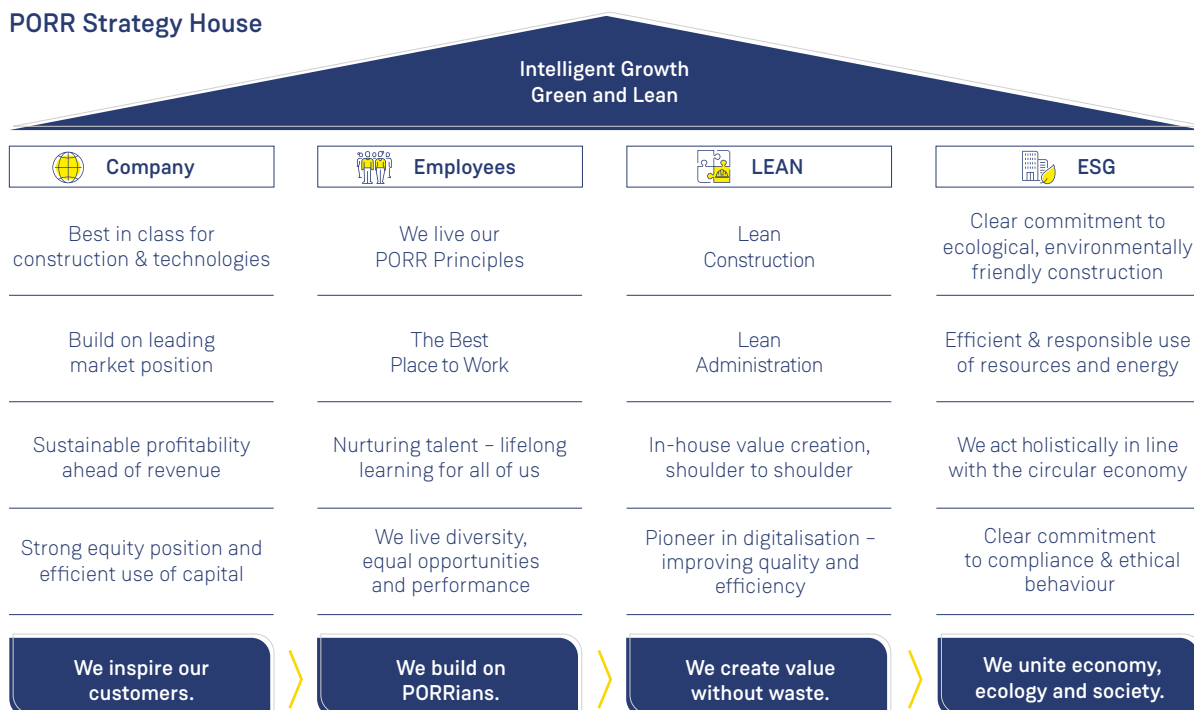 PORR Strategy House
Intelligent Growth
Green and Lean
Company
Best in class for
construction & technologies
Build on leading
market position
Sustainable profitability
ahead of revenue
Strong equity position and
efficient use of capital
We inspire our
customers.
Employees
We live our
PORR Principles
The Best
Place to Work
Nurturing talent – lifelong
learning for all of us
We live diversity,
equal opportunities
and performance
We build on
PORRians.
LEAN
Lean
Construction
Lean
Administration
In-house value creation,
shoulder to shoulder
Pioneer in digitalisation –
improving quality and
efficiency
We create value
without waste.
ESG
Clear commitment to
ecological, environmentally
friendly construction
Efficient & responsible use
of resources and energy
We act holistically in line
with the circular economy
Clear commitment
to compliance & ethical
behaviour
We unite economy,
ecology and society.